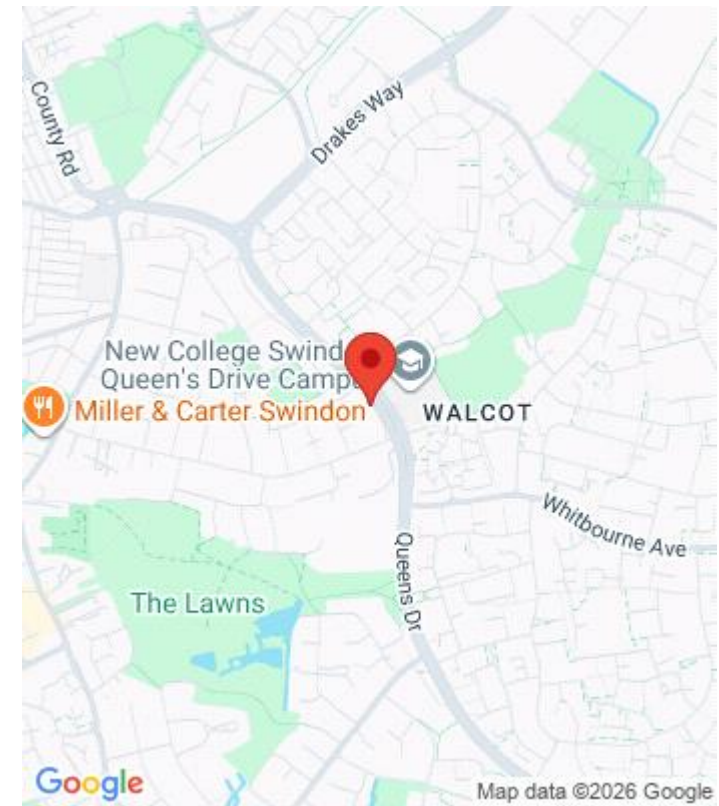 County Rd
Drakes Way
New College Swind
Queen's Drive Camp
Miller & Carter Swindon
WALCOT
Whitbourne Ave
Queens Dr
The Lawns
Google
Map data ©2026 Google